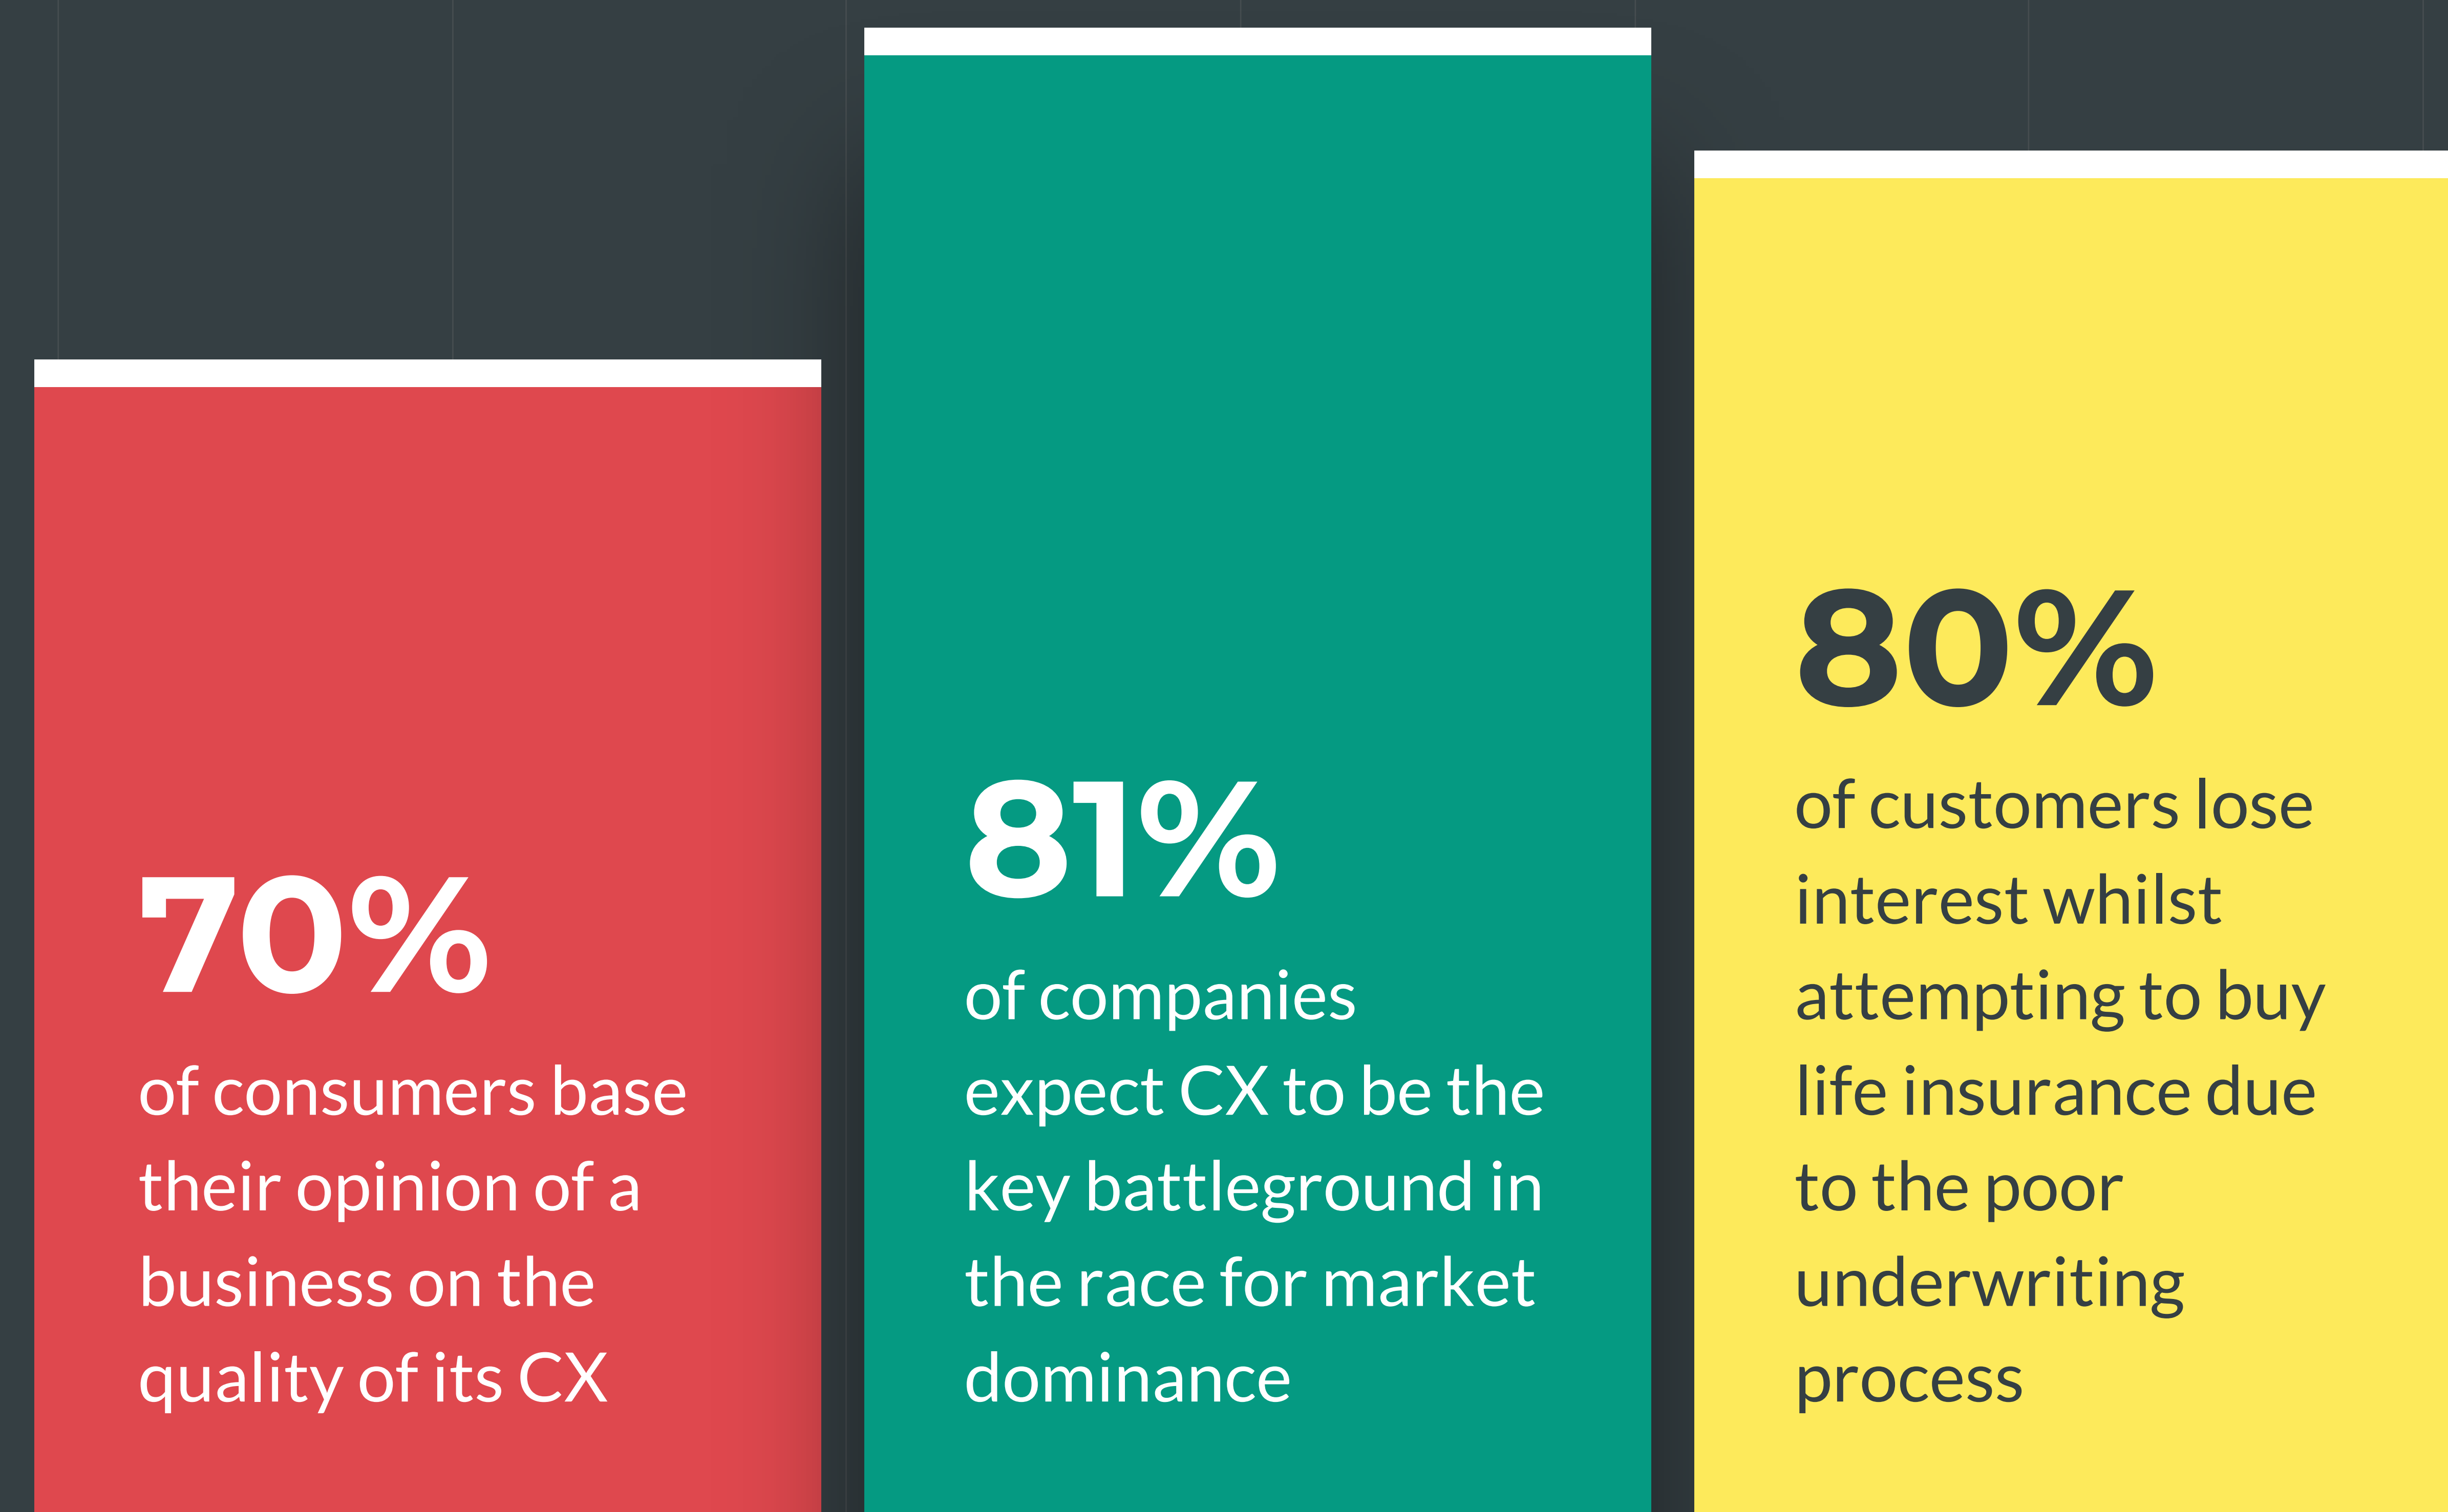 70%
of consumers base
their opinion of a
business on the
quality of its CX
81%
of companies
expect CX to be the
key battleground in
the race for market
dominance
80%
of customers lose
interest whilst
attempting to buy
life insurance due
to the poor
underwriting
process